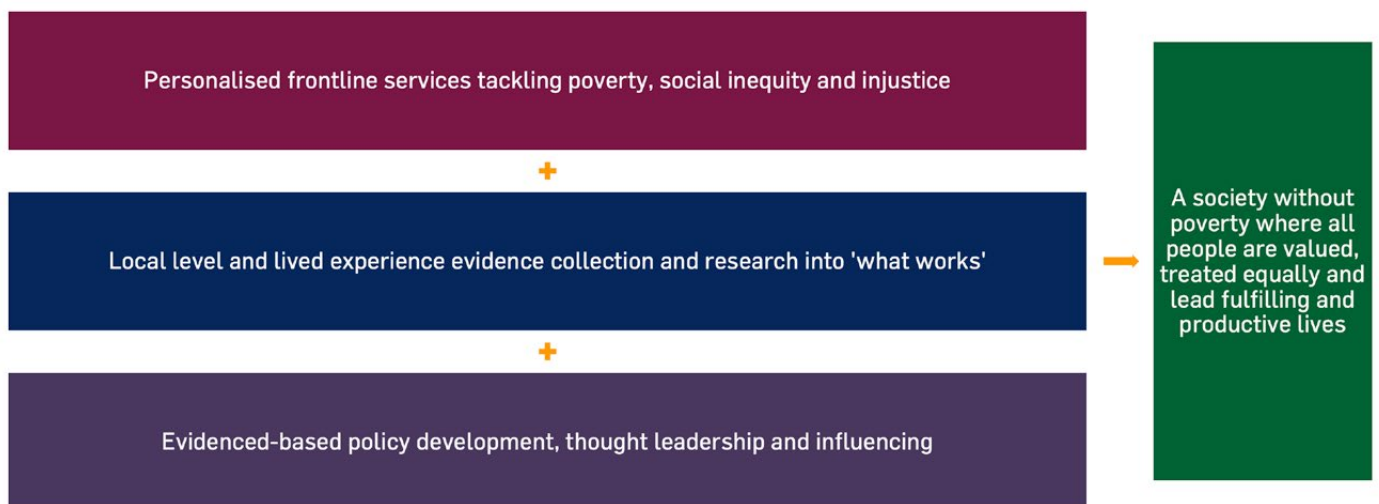 Personalised frontline services tackling poverty, social inequity and injustice
+
Local level and lived experience evidence collection and research into 'what works'
+
Evidenced-based policy development, thought leadership and influencing
A society without
poverty where all
people are valued,
treated equally and
lead fulfilling and
productive lives